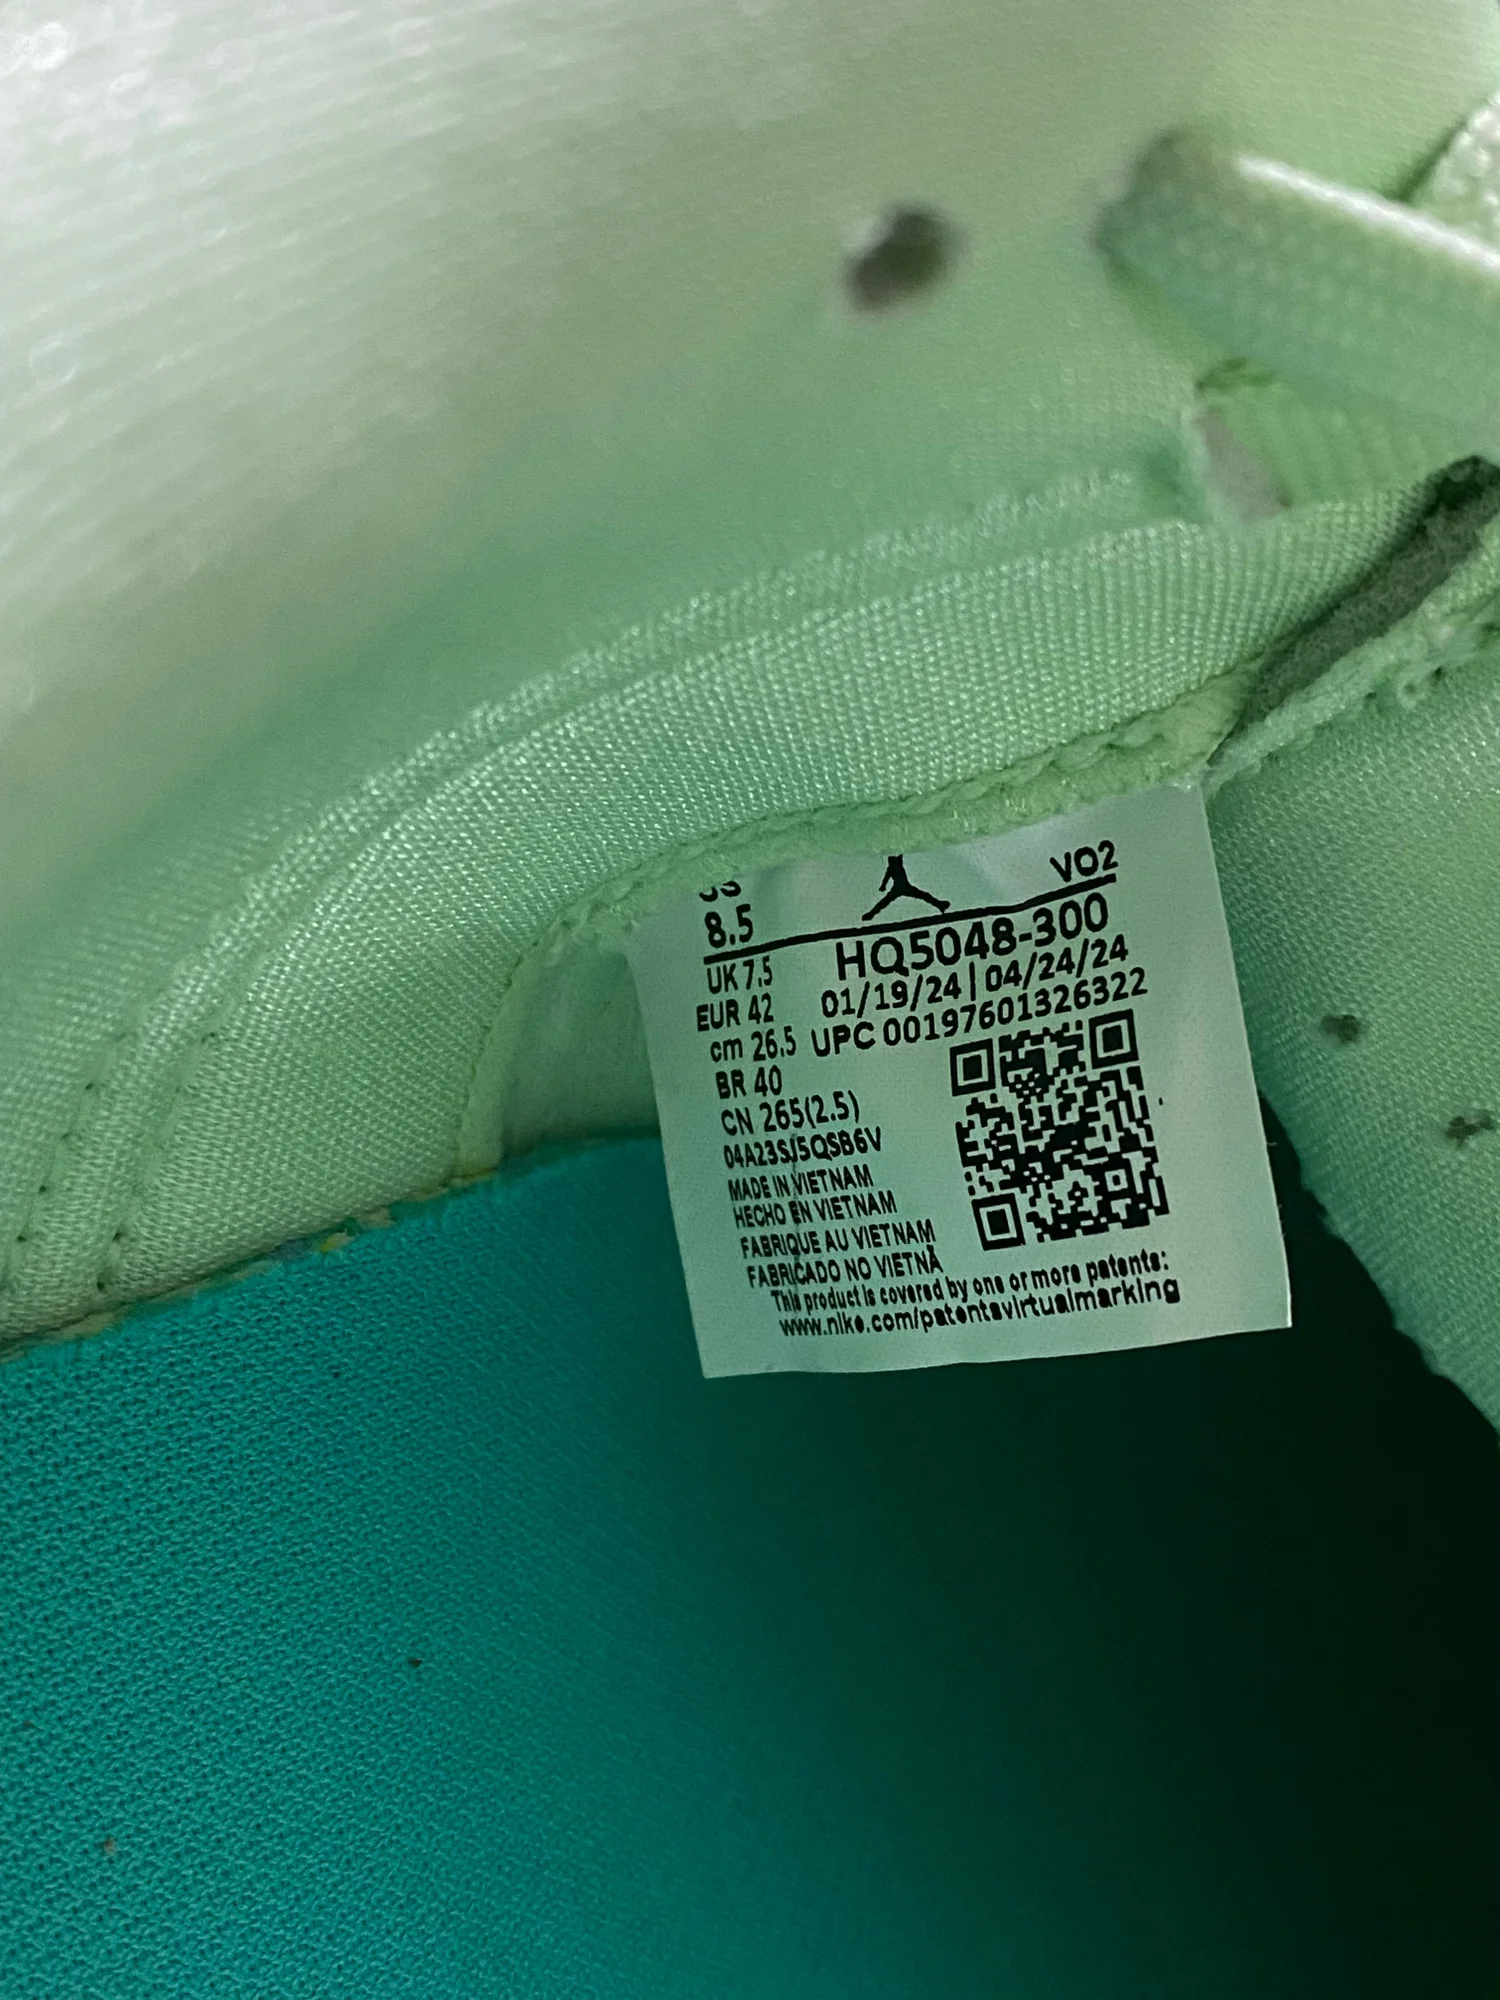 US VO2
8.5
HQ5048-300
UK 7.5 01/19/24 | 04/24/24
EUR 42 UPC 00197601326322
cm 26.5
BR 40
CN 265(2.5)
04A23SJ5QSB6V
MADE IN VIETNAM
HECHO EN VIETNAM
FABRIQUE AU VIETNAM
FABRICADO NO VIETNÃ
This product is covered by one or more patents:
www.nike.com/patentsvirtualmarking